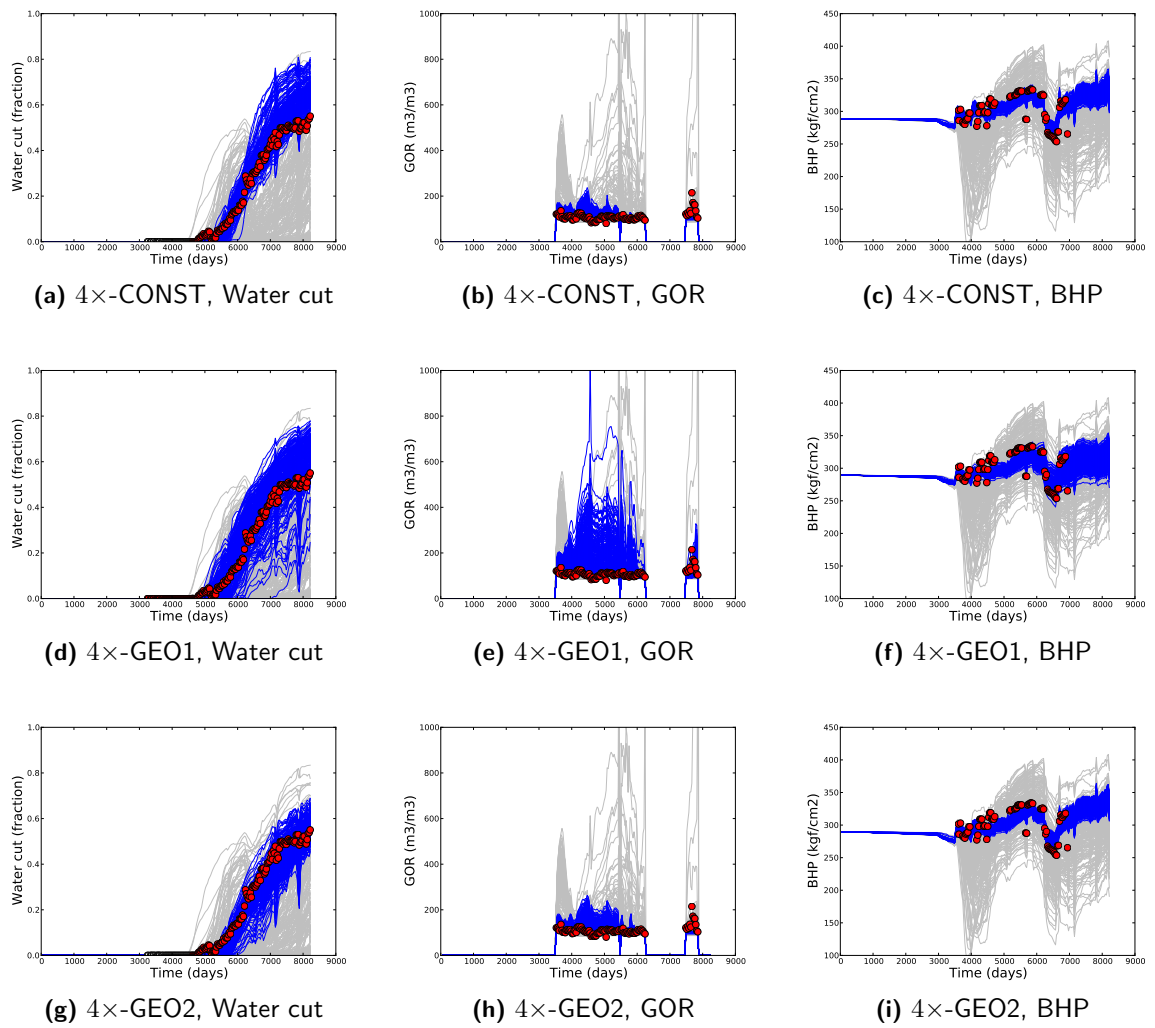 1.0
0.8
0.6
0.4
0.2
0.0
Water cut (fraction)
0 1000 2000 3000 4000 5000 6000 7000 8000 9000
Time (days)
(a) 4×-CONST, Water cut
1000
800
600
400
200
0
GOR (m3/m3)
0 1000 2000 3000 4000 5000 6000 7000 8000 9000
Time (days)
(b) 4×-CONST, GOR
450
400
350
300
250
200
150
100
BHP (kgf/cm2)
0 1000 2000 3000 4000 5000 6000 7000 8000 9000
Time (days)
(c) 4×-CONST, BHP
1.0
0.8
0.6
0.4
0.2
0.0
Water cut (fraction)
0 1000 2000 3000 4000 5000 6000 7000 8000 9000
Time (days)
(d) 4×-GEO1, Water cut
1000
800
600
400
200
0
GOR (m3/m3)
0 1000 2000 3000 4000 5000 6000 7000 8000 9000
Time (days)
(e) 4×-GEO1, GOR
450
400
350
300
250
200
150
100
BHP (kgf/cm2)
0 1000 2000 3000 4000 5000 6000 7000 8000 9000
Time (days)
(f) 4×-GEO1, BHP
1.0
0.8
0.6
0.4
0.2
0.0
Water cut (fraction)
0 1000 2000 3000 4000 5000 6000 7000 8000 9000
Time (days)
(g) 4×-GEO2, Water cut
1000
800
600
400
200
0
GOR (m3/m3)
0 1000 2000 3000 4000 5000 6000 7000 8000 9000
Time (days)
(h) 4×-GEO2, GOR
450
400
350
300
250
200
150
100
BHP (kgf/cm2)
0 1000 2000 3000 4000 5000 6000 7000 8000 9000
Time (days)
(i) 4×-GEO2, BHP